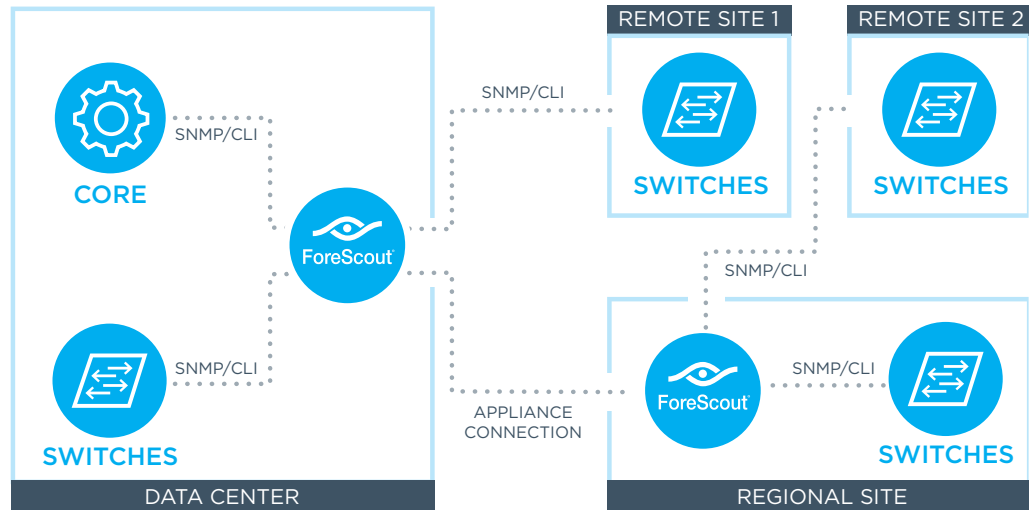 REMOTE SITE 1
REMOTE SITE 2
SNMP/CLI
SNMP/CLI
CORE
SWITCHES
SWITCHES
ForeScout
SNMP/CLI
SNMP/CLI
SNMP/CLI
ForeScout
APPLIANCE
CONNECTION
SWITCHES
SWITCHES
DATA CENTER
REGIONAL SITE